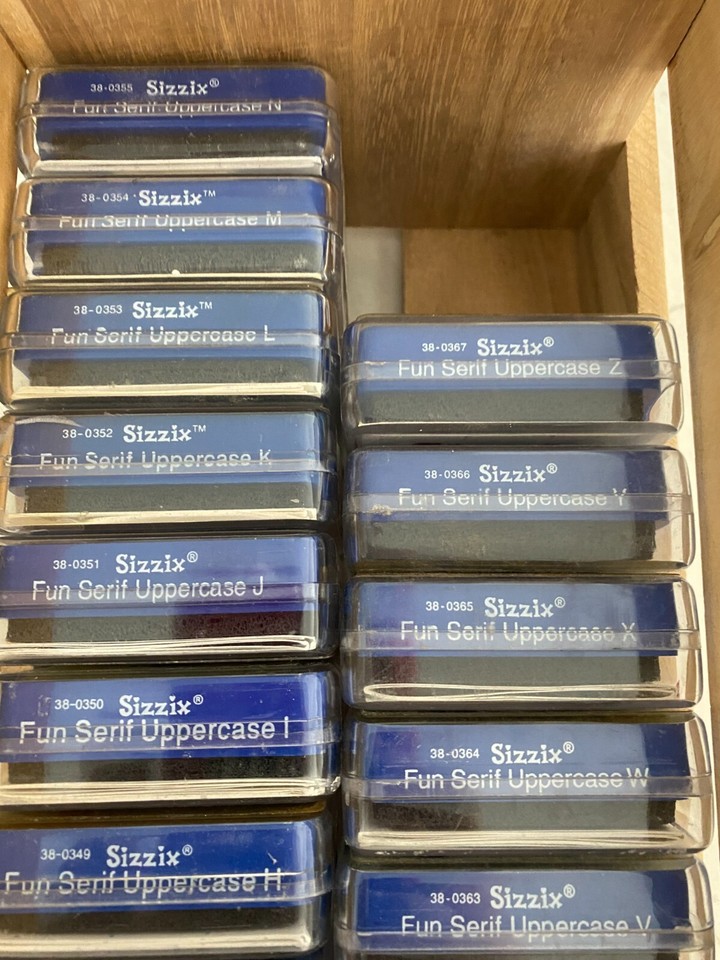 38-0355 Sizzix®
Fun Serif Uppercase N
38-0354 Sizzix™
Fun Serif Uppercase M
38-0353 Sizzix™
Fun Serif Uppercase L
38-0352 Sizzix™
Fun Serif Uppercase K
38-0351 Sizzix®
Fun Serif Uppercase J
38-0350 Sizzix®
Fun Serif Uppercase I
38-0349 Sizzix®
Fun Serif Uppercase H
38-0367 Sizzix®
Fun Serif Uppercase Z
38-0366 Sizzix®
Fun Serif Uppercase Y
38-0365 Sizzix®
Fun Serif Uppercase X
38-0364 Sizzix®
Fun Serif Uppercase W
38-0363 Sizzix®
Fun Serif Uppercase V